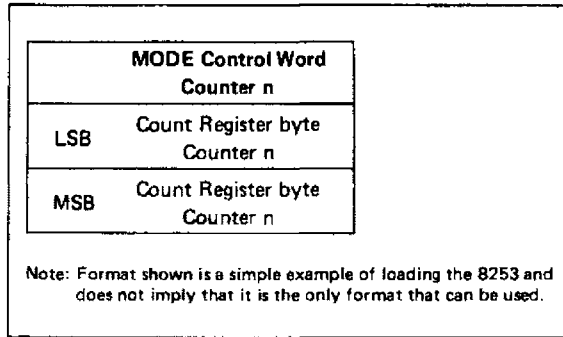 MODE Control Word
Counter n
LSB Count Register byte
Counter n
MSB Count Register byte
Counter n
Note: Format shown is a simple example of loading the 8253 and
does not imply that it is the only format that can be used.